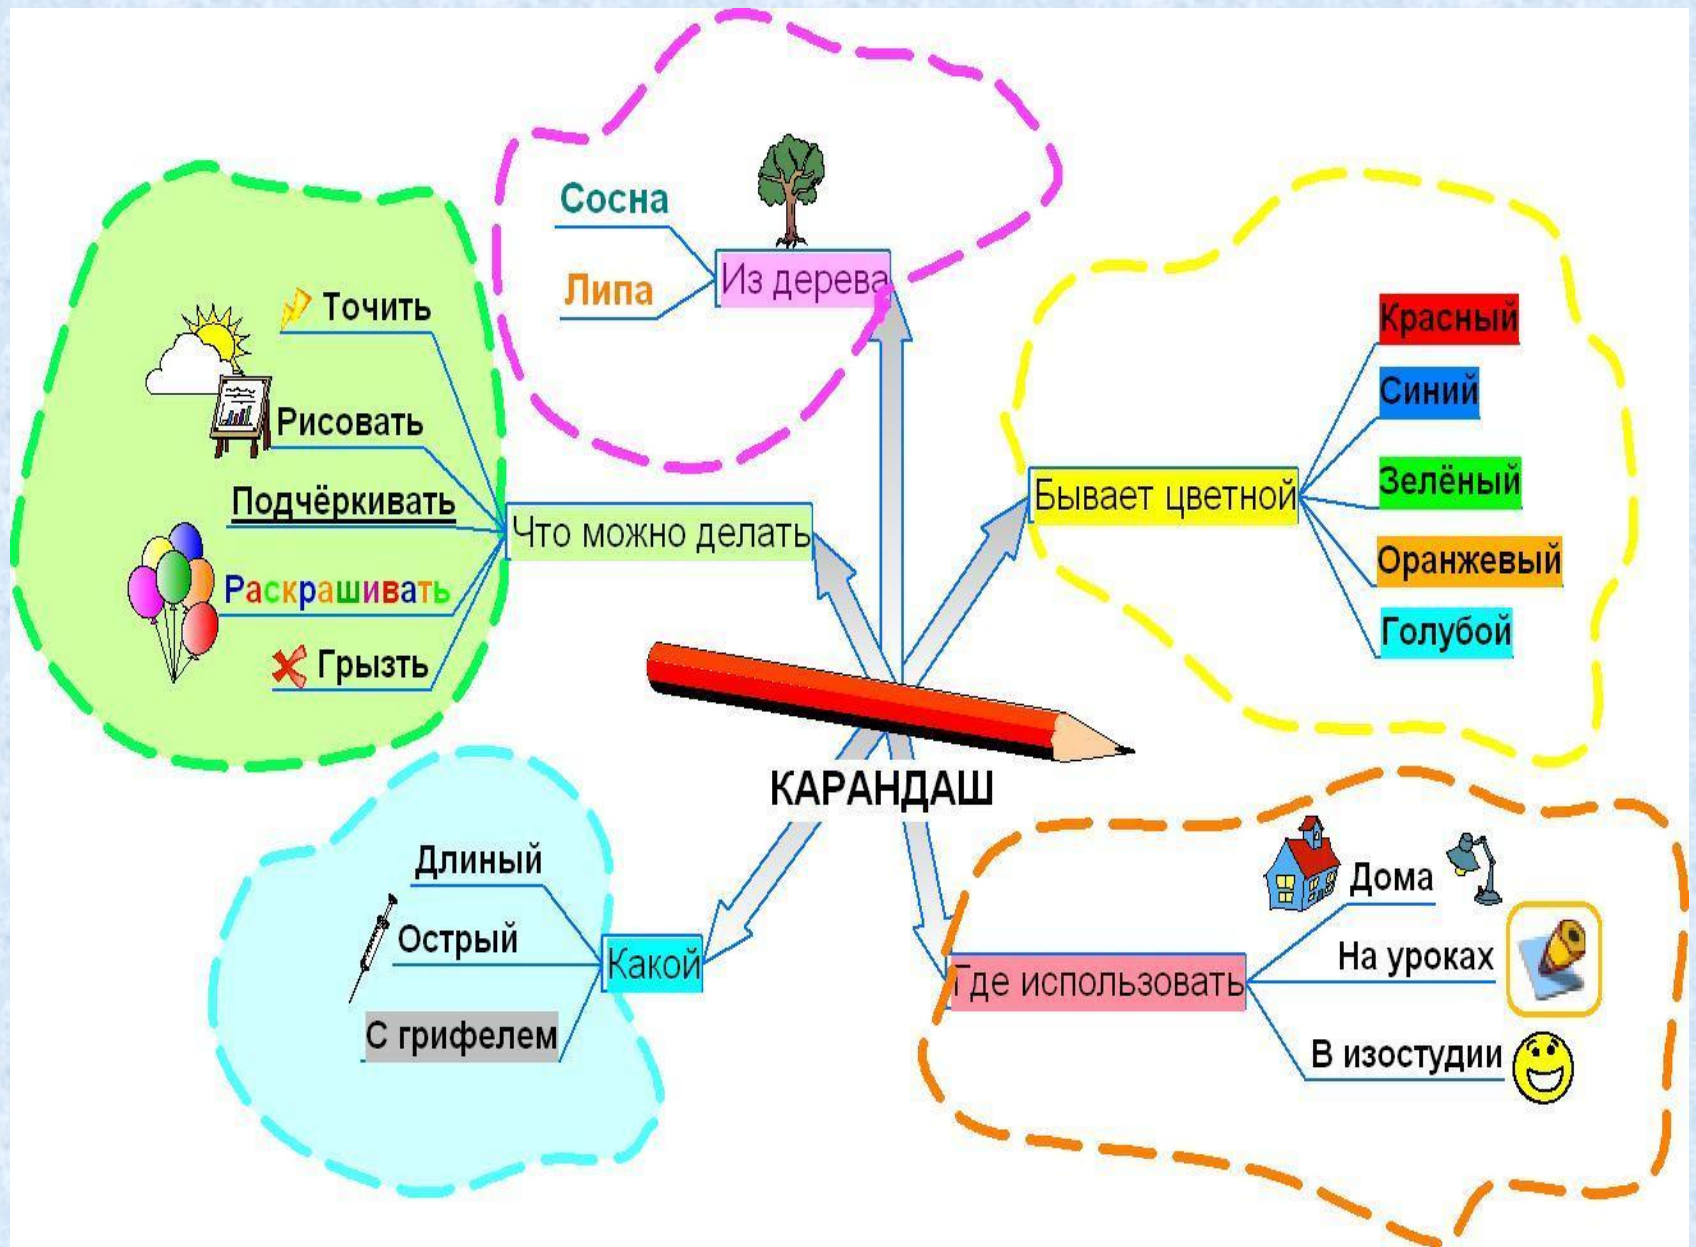 Сосна
Липа
Из дерева
Точить
Рисовать
Подчёркивать
Раскрашивать
Грызть
Что можно делать
Бывает цветной
Красный
Синий
Зелёный
Оранжевый
Голубой
КАРАНДАШ
Длиный
Острый
С грифелем
Какой
Где использовать
Дома
На уроках
В изостудии